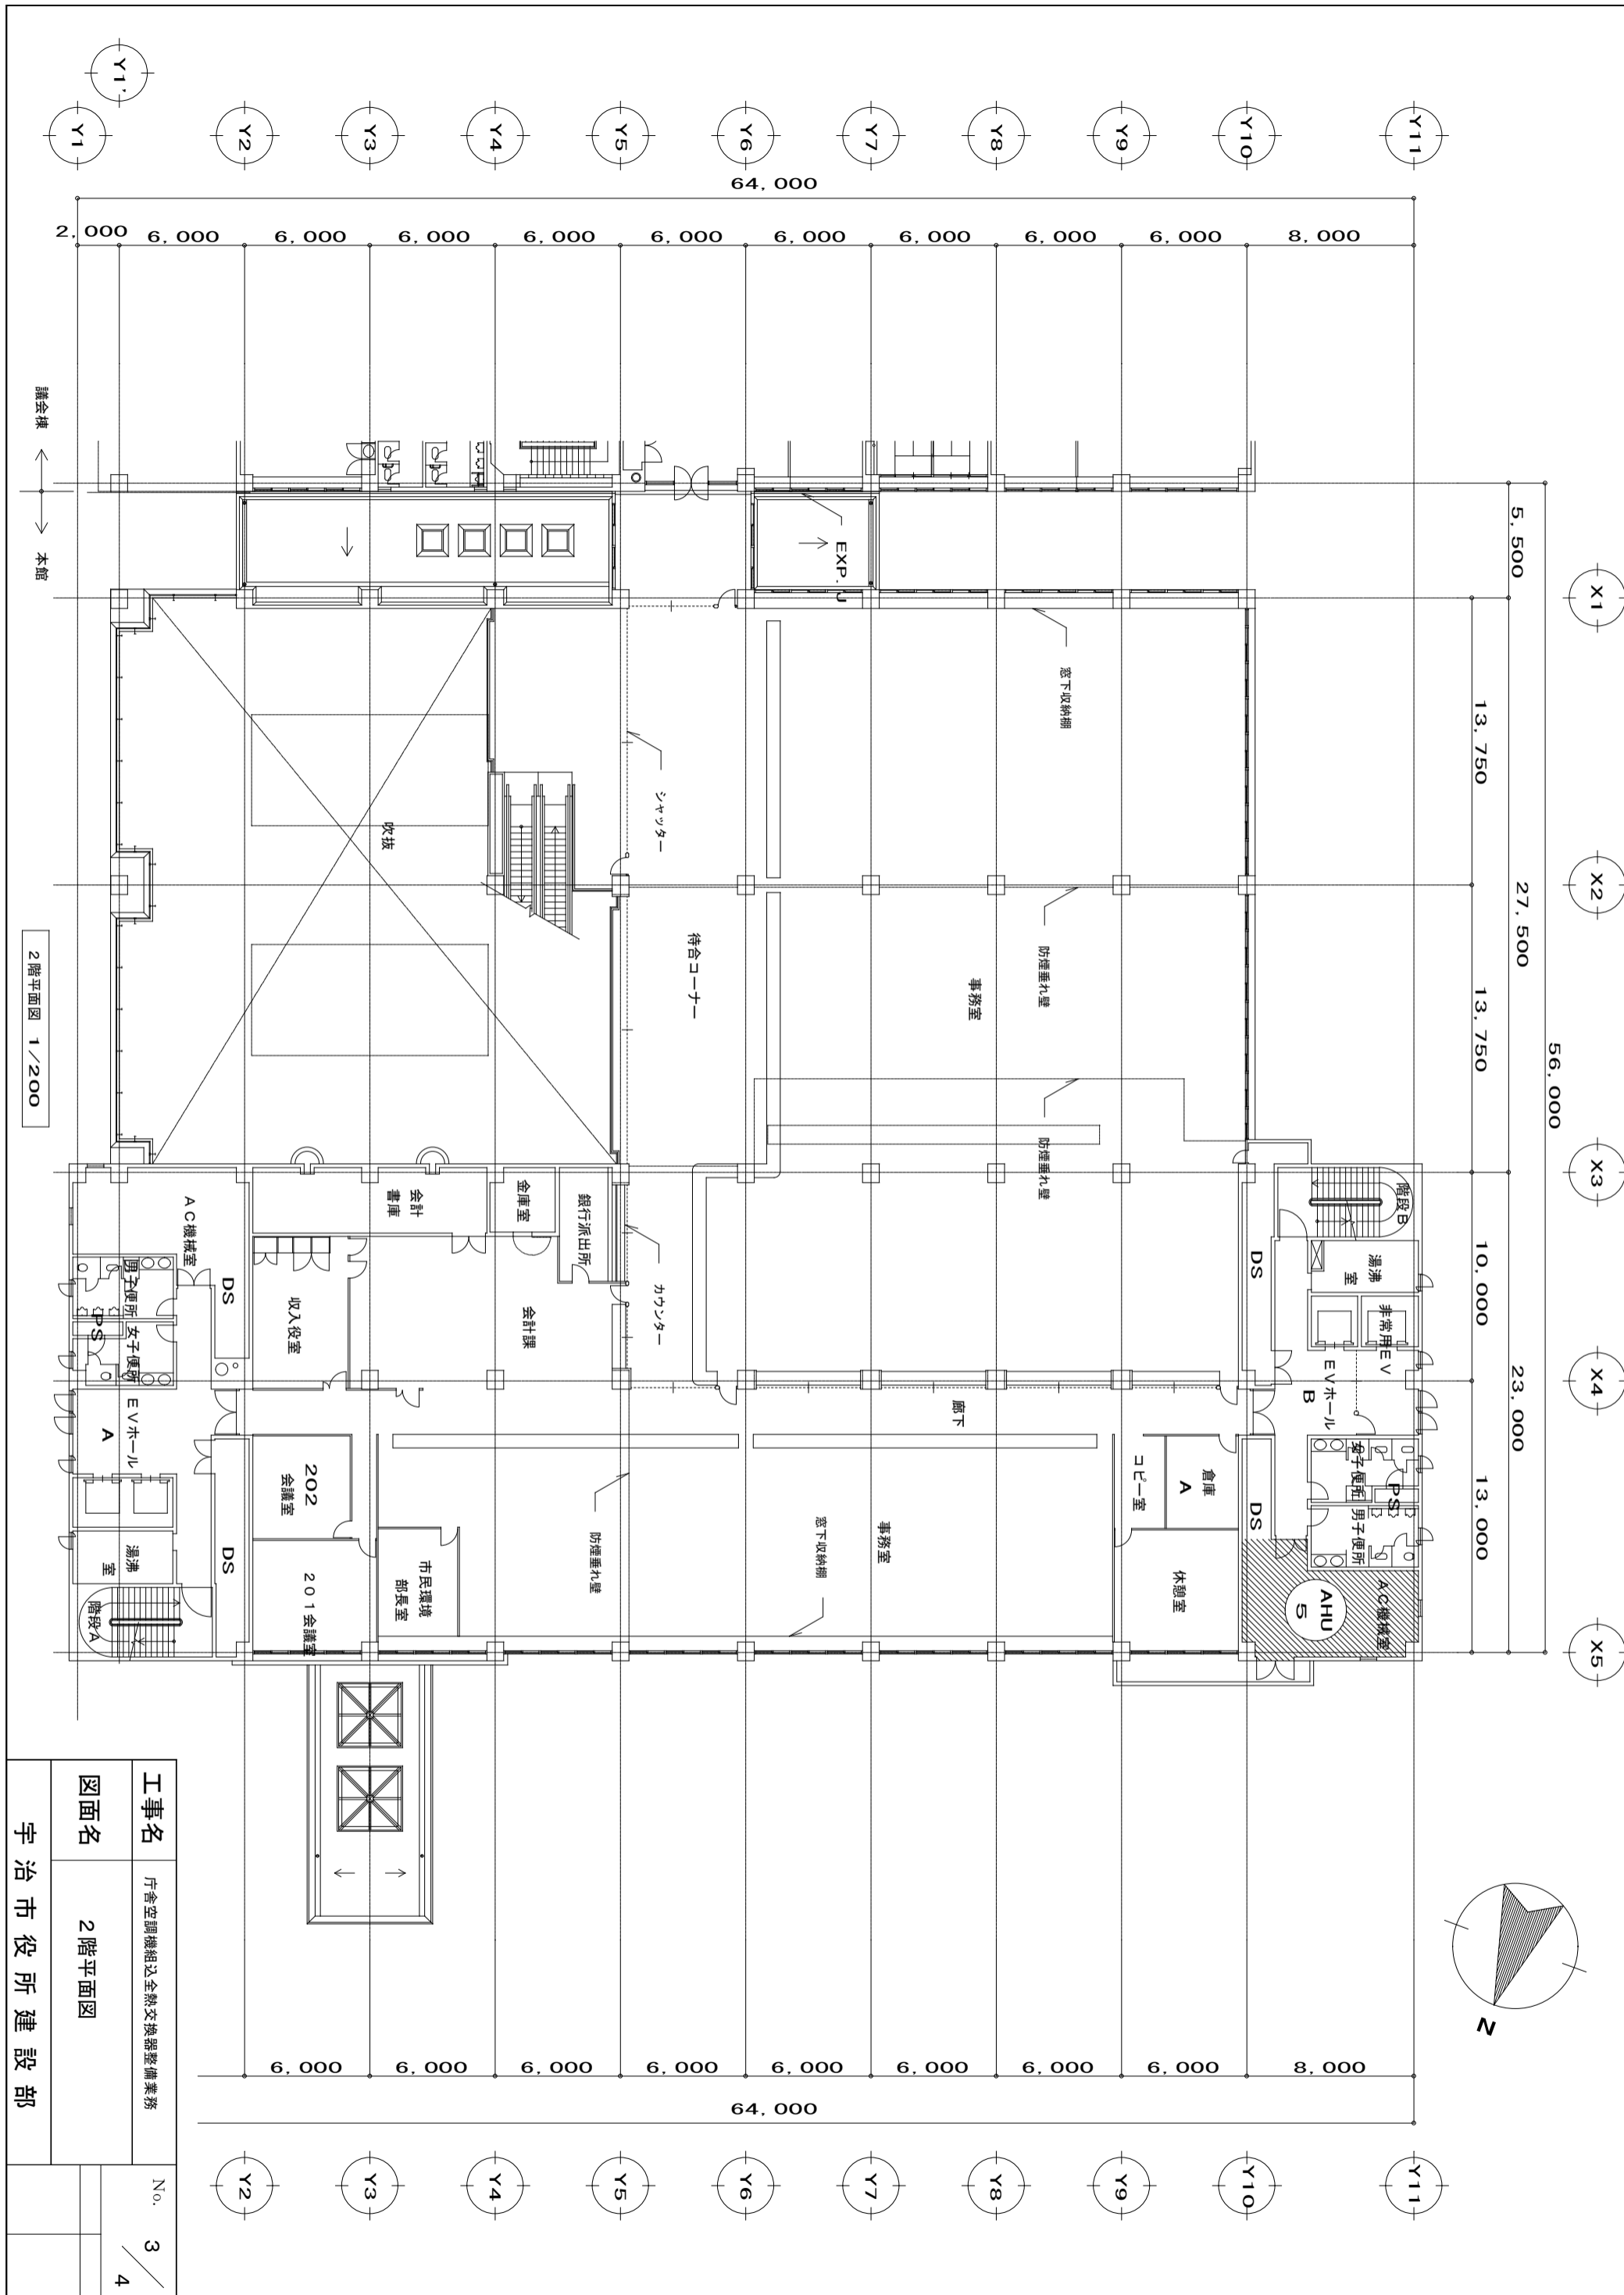 Y1'
Y1
Y2
Y3
Y4
Y5
Y6
Y7
Y8
Y9
Y10
Y11
64,000
2,000
6,000
6,000
6,000
6,000
6,000
6,000
6,000
6,000
6,000
8,000
議会棟
本館
EXP.J
5,500
X1
13,750
窓下収納棚
シャッター
吹抜
X2
27,500
防煙垂れ壁
待合コーナー
事務室
13,750
56,000
防煙垂れ壁
2階平面図 1/200
X3
階段B
AC機械室
会計
書庫
金庫室
銀行派出所
DS
湯沸
室
10,000
男子便所
DS
収入役室
会計課
カウンター
非常用EV
PS
女子便所
EVホール
B
X4
23,000
EVホール
A
廊下
202
会議室
コピー室
倉庫
A
女子便所
PS
DS
男子便所
13,000
湯沸
室
DS
201会議室
市民環境
部長室
防煙垂れ壁
窓下収納棚
事務室
休憩室
AHU
5
AC機械室
階段A
X5
N
6,000
6,000
6,000
6,000
6,000
6,000
6,000
6,000
8,000
64,000
Y2
Y3
Y4
Y5
Y6
Y7
Y8
Y9
Y10
Y11
工事名
庁舎空調機組込全熱交換器整備業務
図面名
2階平面図
宇治市役所建設部
No.
3/4